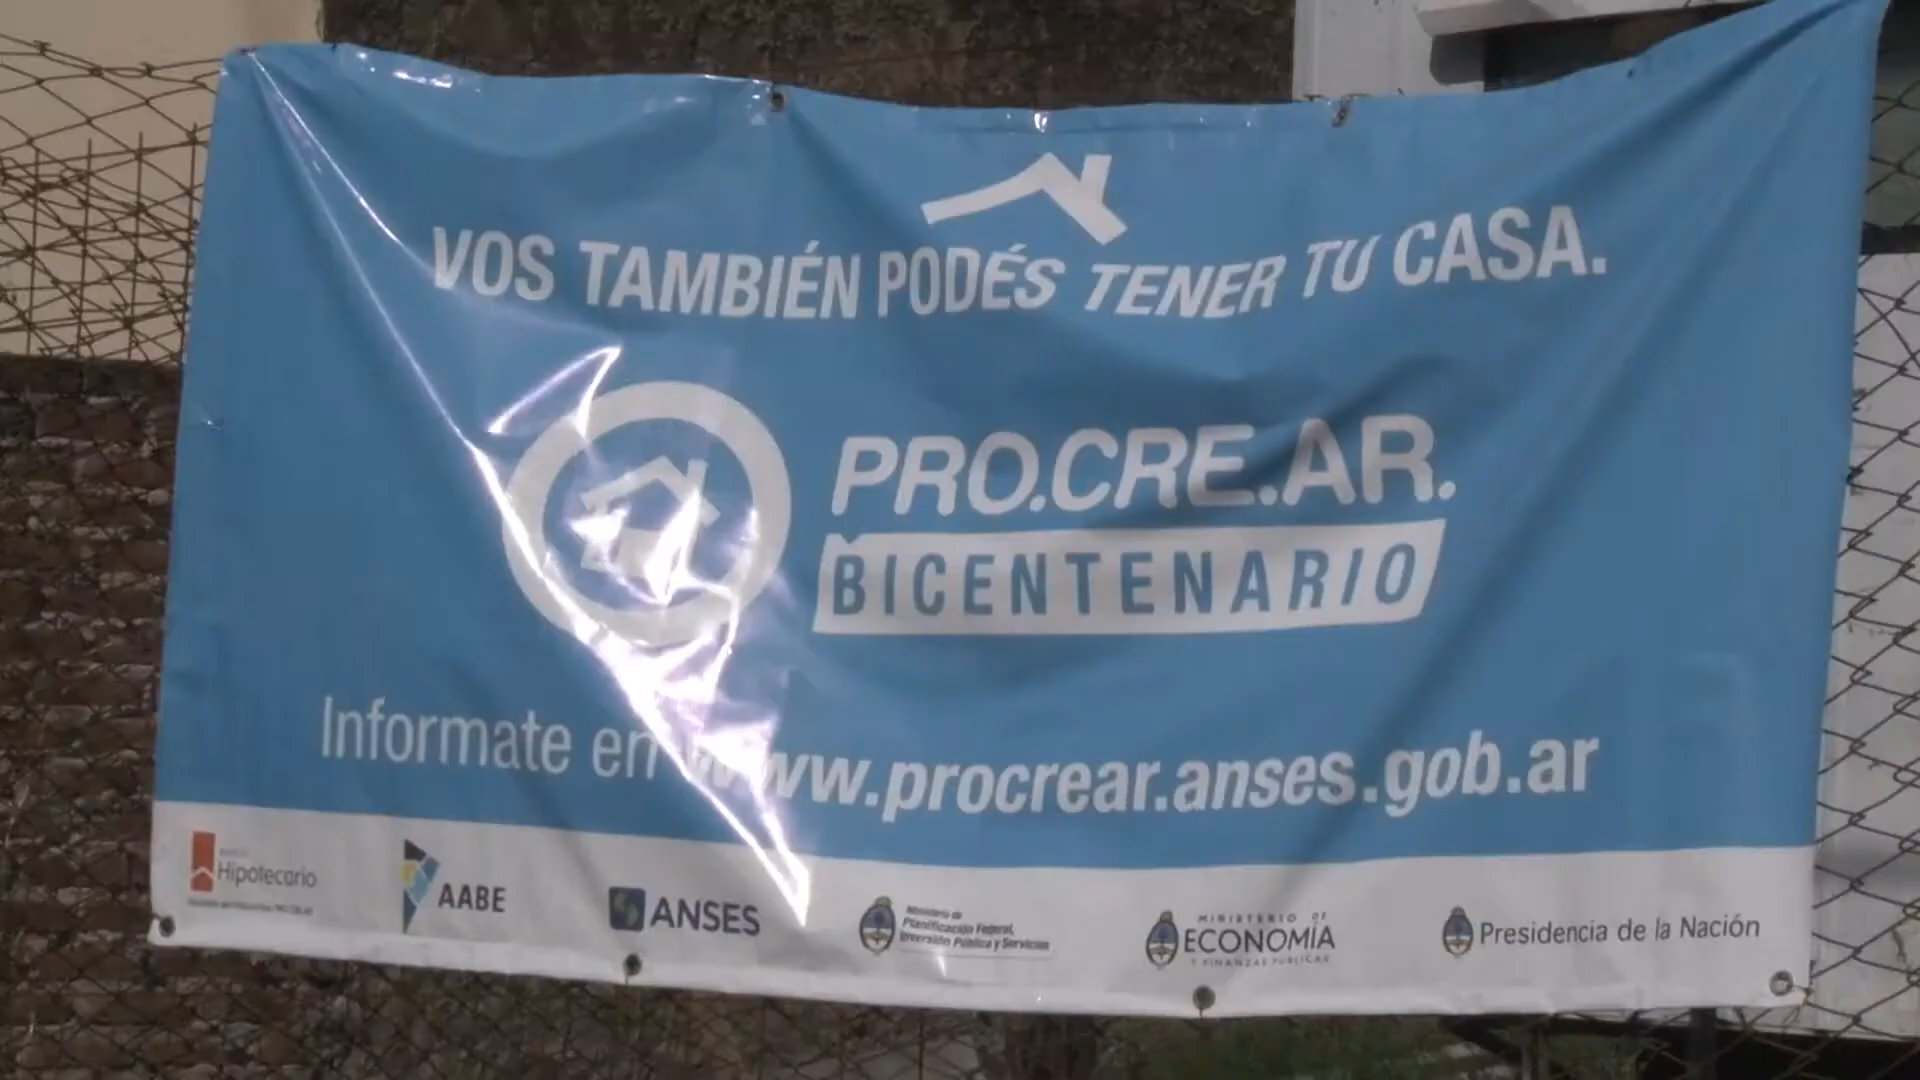 VOS TAMBIÉN PODÉS TENER TU CASA.
PRO.CRE.AR.
BICENTENARIO
Informate en www.procrear.anses.gob.ar
Hipotecario
AABE
ANSES
Ministerio de
Planificación Federal,
Inversión Pública y Servicios
MINISTERIO DE
ECONOMÍA
Y FINANZAS PÚBLICAS
Presidencia de la Nación